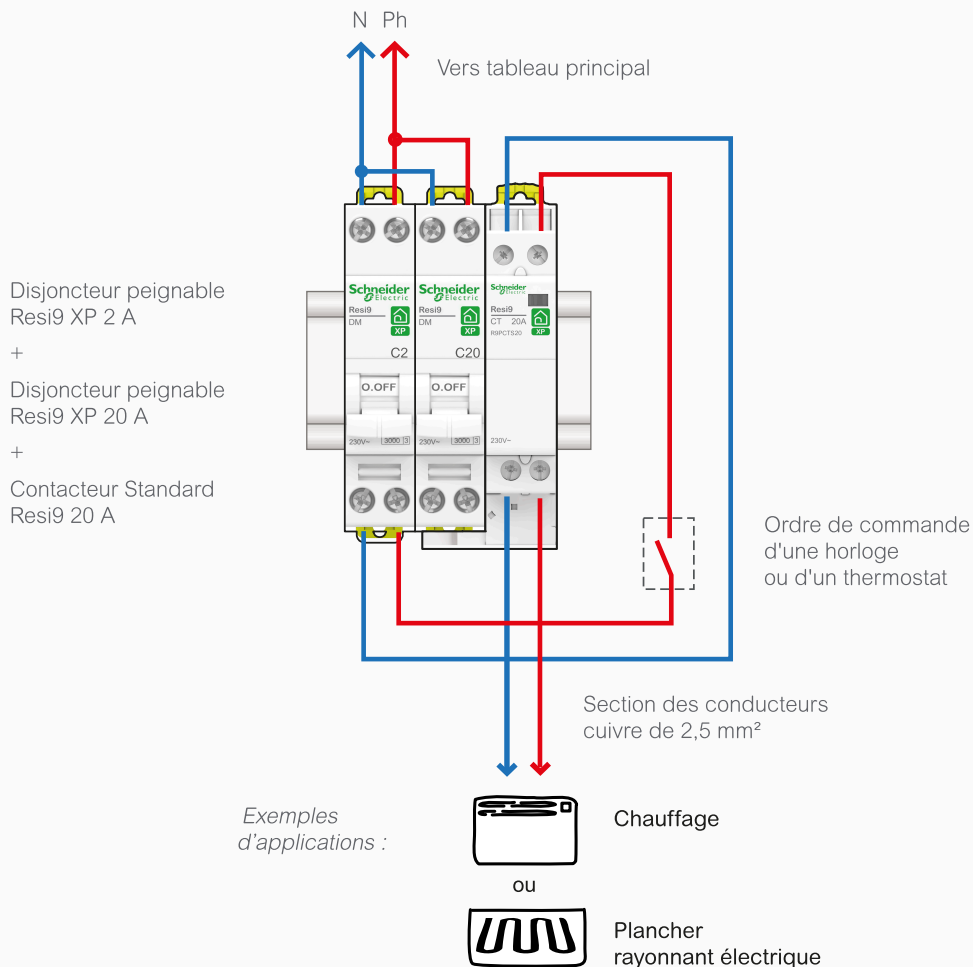 N Ph
Vers tableau principal
Disjoncteur peignable
Resi9 XP 2 A
+
Disjoncteur peignable
Resi9 XP 20 A
+
Contacteur Standard
Resi9 20 A
Schneider
Electric
Resi9
DM
XP
C2
O.OFF
230V~ 3000 3
Schneider
Electric
Resi9
DM
XP
C20
O.OFF
230V~ 3000 3
Schneider
Electric
Resi9
CT 20A
R9PCTS20
XP
230V~
Ordre de commande
d'une horloge
ou d'un thermostat
Section des conducteurs
cuivre de 2,5 mm²
Exemples
d’applications :
Chauffage
ou
Plancher
rayonnant électrique